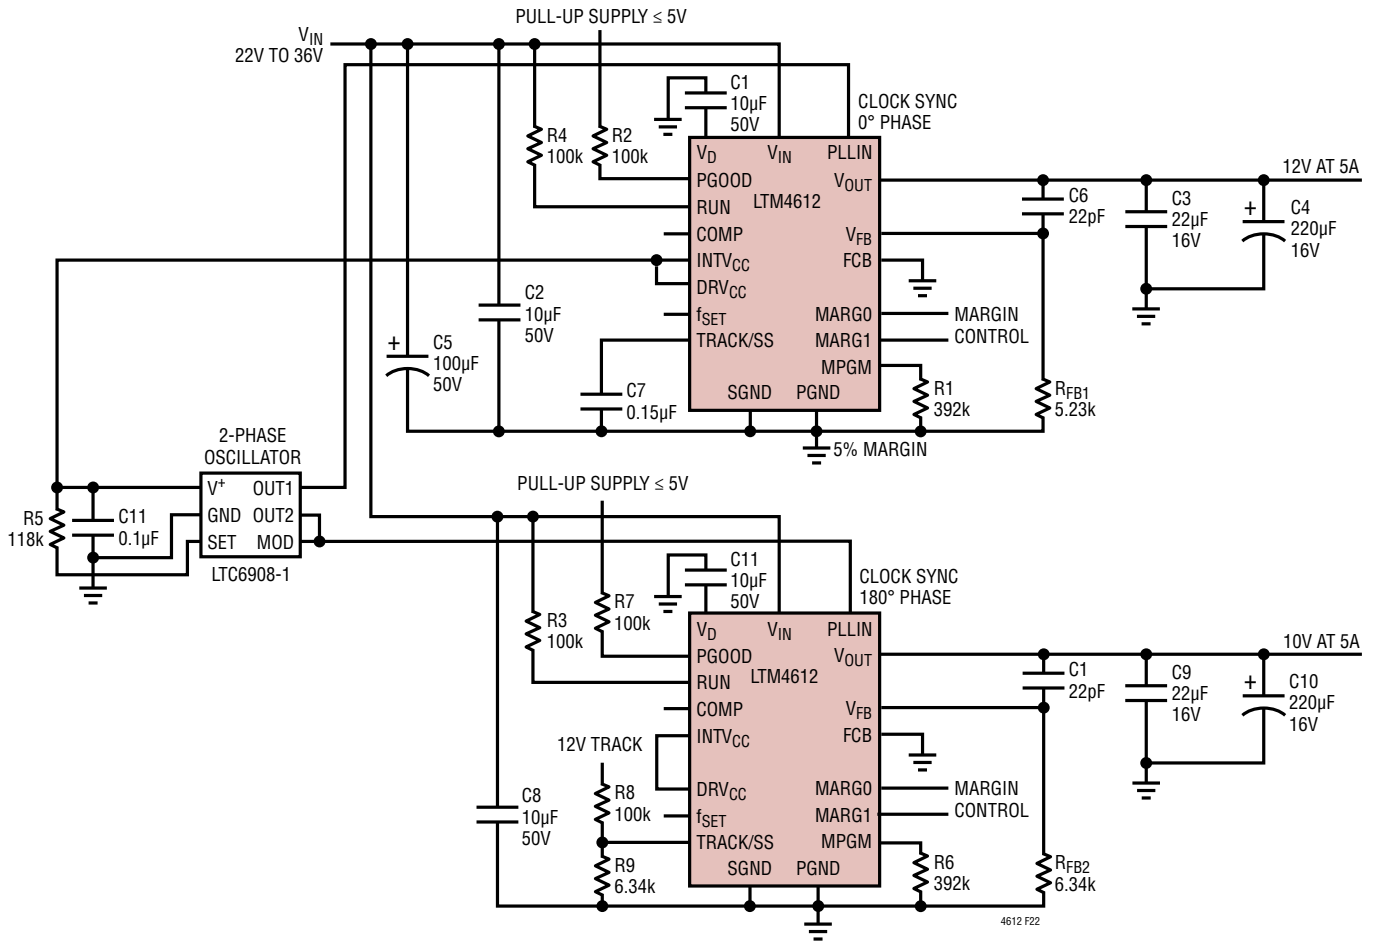 PULL-UP SUPPLY ≤ 5V
VIN
22V TO 36V
C1
10µF
50V
CLOCK SYNC
0° PHASE
R4
100k
R2
100k
VD
VIN
PLLIN
PGOOD
VOUT
LTM4612
RUN
COMP
VFB
INTVCC
FCB
DRVCC
fSET
MARG0
TRACK/SS
MARG1
MPGM
SGND
PGND
MARGIN
CONTROL
12V AT 5A
C6
22pF
C3
22µF
16V
+
C4
220µF
16V
C2
10µF
50V
+
C5
100µF
50V
C7
0.15µF
R1
392k
RFB1
5.23k
5% MARGIN
2-PHASE
OSCILLATOR
V+
OUT1
GND
OUT2
SET
MOD
LTC6908-1
R5
118k
C11
0.1µF
PULL-UP SUPPLY ≤ 5V
C11
10µF
50V
CLOCK SYNC
180° PHASE
R3
100k
R7
100k
VD
VIN
PLLIN
PGOOD
VOUT
LTM4612
RUN
COMP
VFB
INTVCC
FCB
DRVCC
MARG0
fSET
MARG1
TRACK/SS
MPGM
SGND
PGND
MARGIN
CONTROL
10V AT 5A
C1
22pF
C9
22µF
16V
+
C10
220µF
16V
12V TRACK
C8
10µF
50V
R8
100k
R9
6.34k
R6
392k
RFB2
6.34k
4612 F22